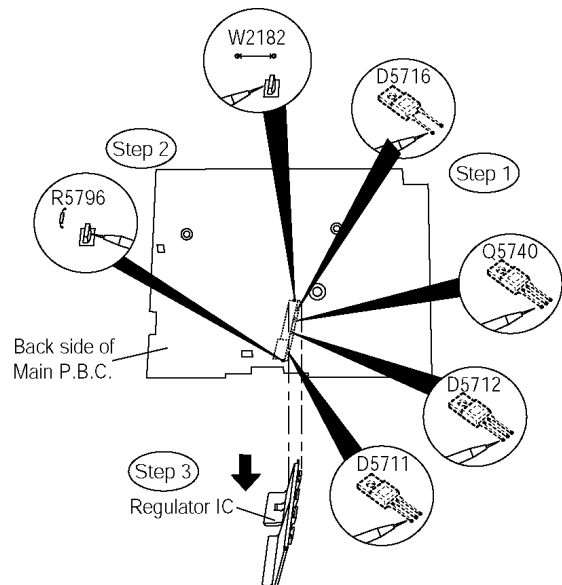 W2182
D5716
Step 2
Step 1
R5796
Q5740
Back side of
Main P.B.C.
D5712
Step 3
D5711
Regulator IC